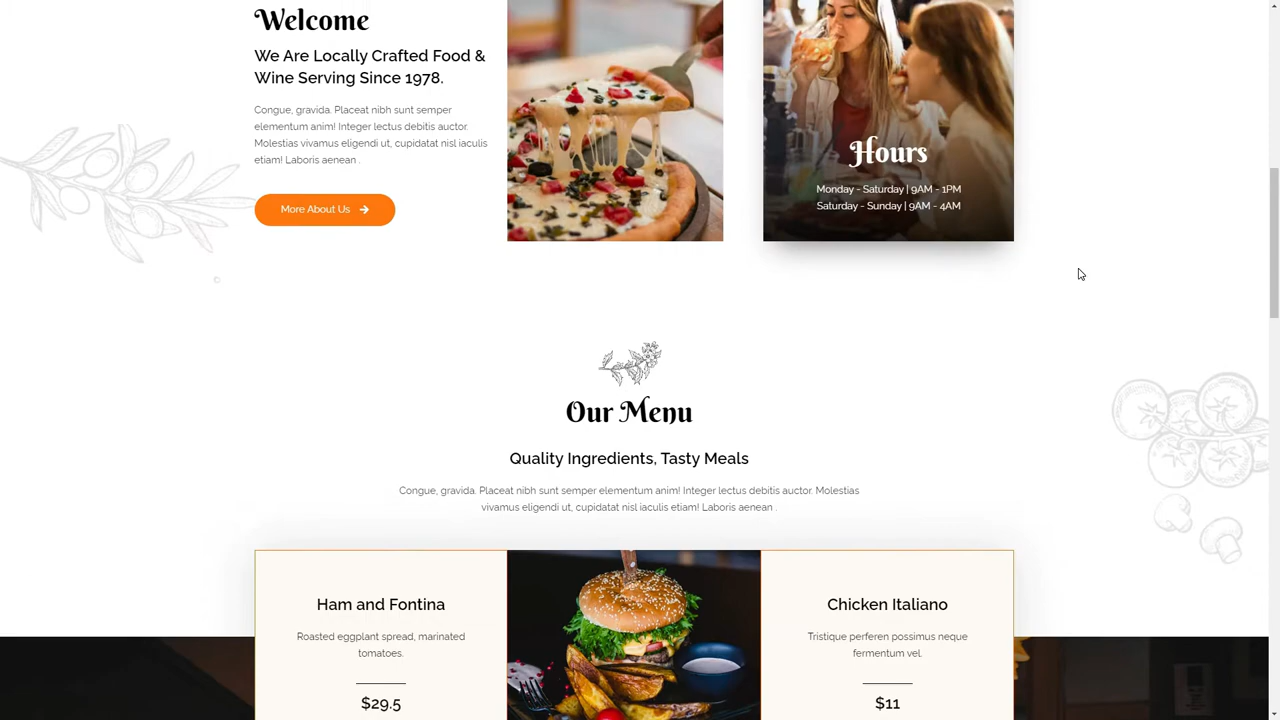 Welcome
We Are Locally Crafted Food &
Wine Serving Since 1978.
Congue, gravida. Placeat nibh sunt semper
elementum anim! Integer lectus debitis auctor.
Molestias vivamus eligendi ut, cupidatat nisl iaculis
etiam! Laboris aenean .
More About Us
Hours
Monday - Saturday | 9AM - 1PM
Saturday - Sunday | 9AM - 4AM
Our Menu
Quality Ingredients, Tasty Meals
Congue, gravida. Placeat nibh sunt semper elementum anim! Integer lectus debitis auctor. Molestias
vivamus eligendi ut, cupidatat nisl iaculis etiam! Laboris aenean .
Ham and Fontina
Roasted eggplant spread, marinated
tomatoes.
$29.5
Chicken Italiano
Tristique perferen possimus neque
fermentum vel.
$11